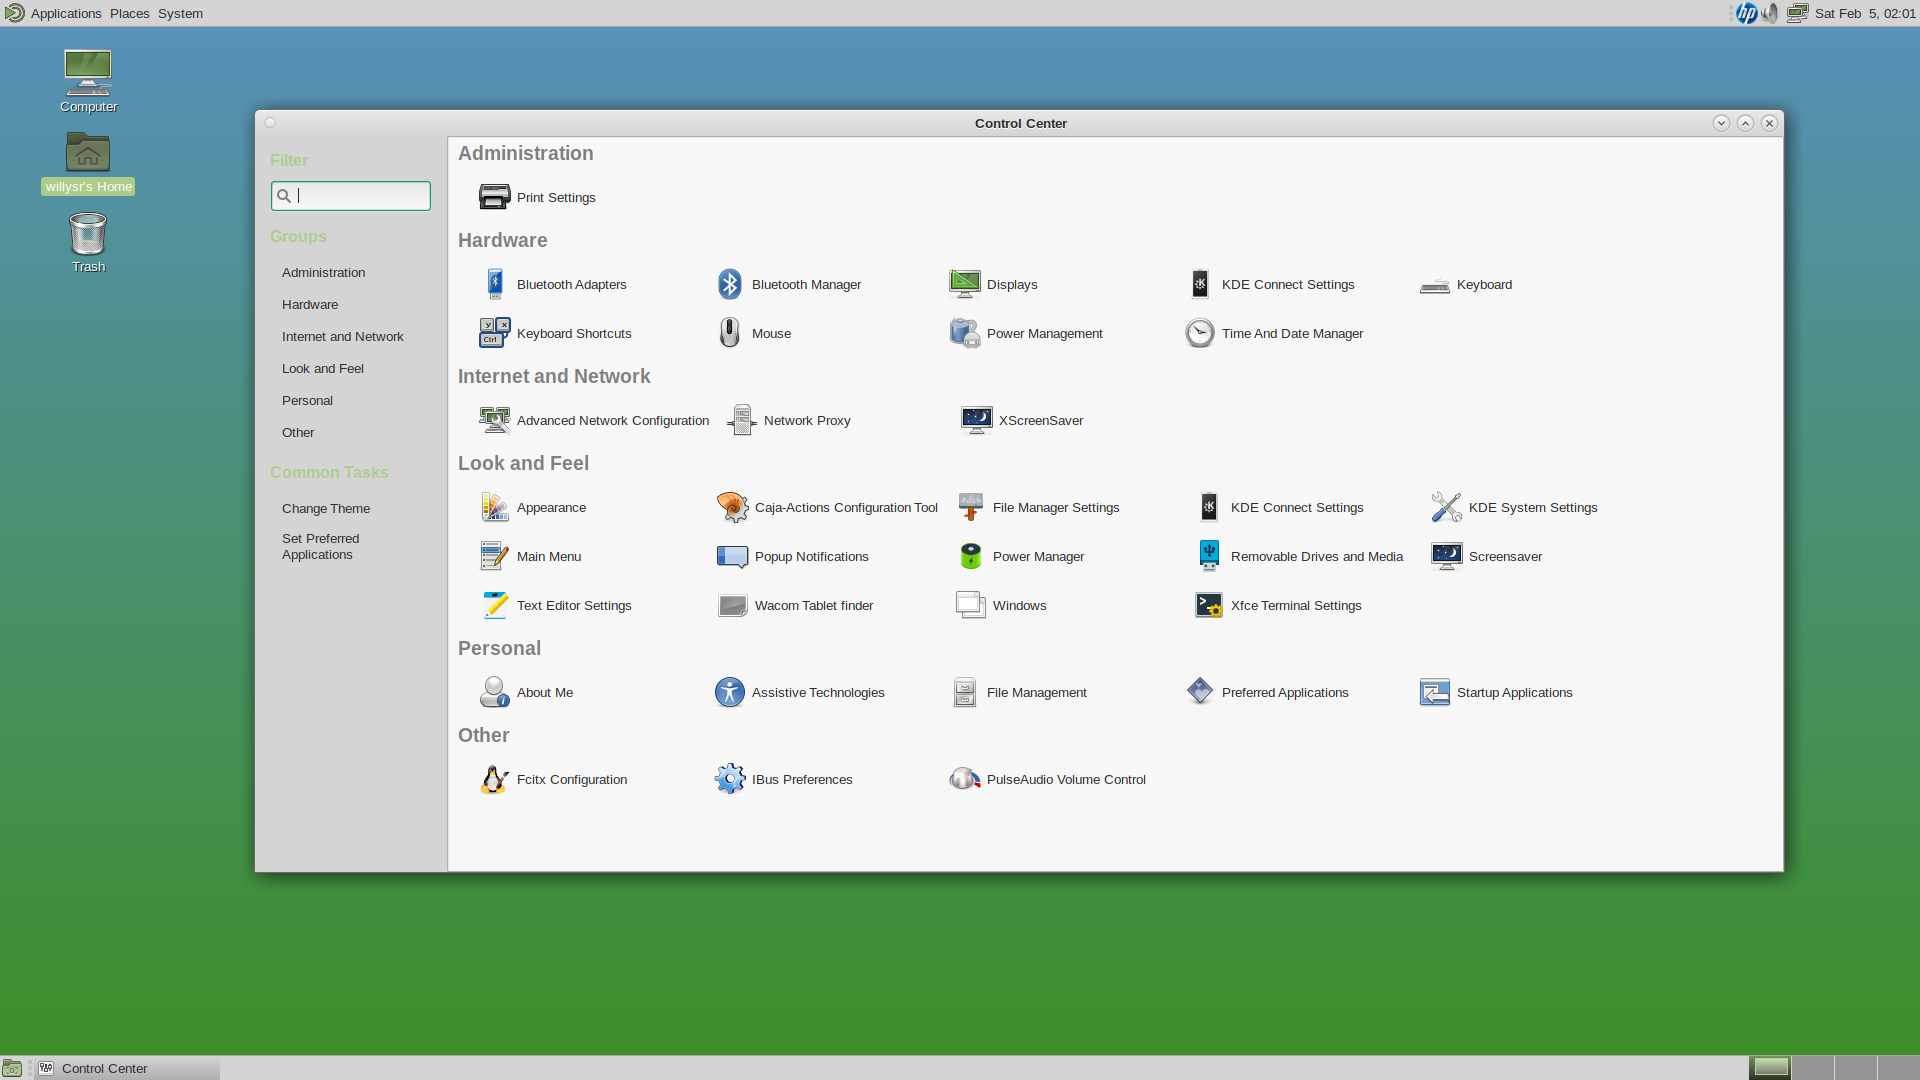 Applications Places System
hp
Sat Feb 5, 02:01
Computer
willysr's Home
Trash
Control Center
Filter
Groups
Administration
Hardware
Internet and Network
Look and Feel
Personal
Other
Common Tasks
Change Theme
Set Preferred
Applications
Administration
Print Settings
Hardware
Bluetooth Adapters Bluetooth Manager Displays KDE Connect Settings Keyboard
Y X
Ctrl
Keyboard Shortcuts Mouse Power Management Time And Date Manager
Internet and Network
Advanced Network Configuration Network Proxy XScreenSaver
Look and Feel
Appearance Caja-Actions Configuration Tool File Manager Settings KDE Connect Settings KDE System Settings
Main Menu Popup Notifications Power Manager Removable Drives and Media Screensaver
Text Editor Settings Wacom Tablet finder Windows Xfce Terminal Settings
Personal
About Me Assistive Technologies File Management Preferred Applications Startup Applications
Other
Fcitx Configuration IBus Preferences PulseAudio Volume Control
Control Center